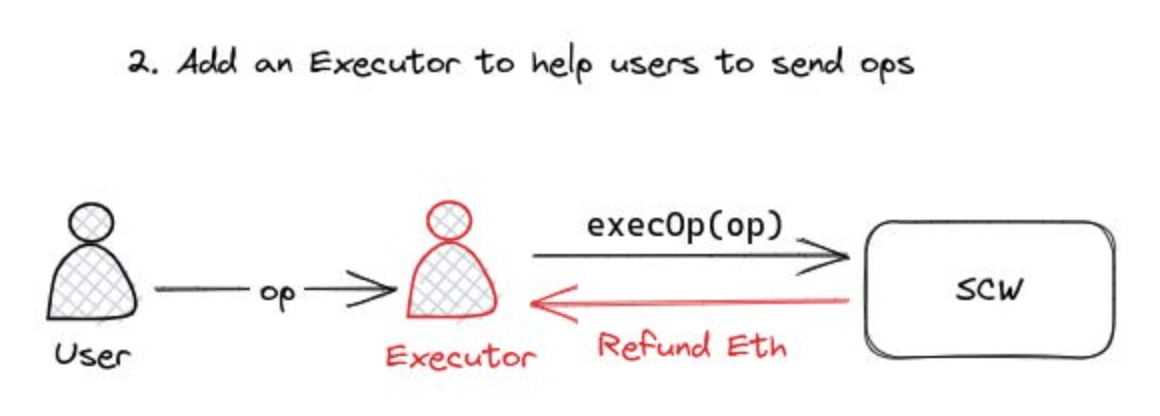 2. Add an Executor to help users to send ops
execOp(op)
op
SCW
User
Executor
Refund Eth